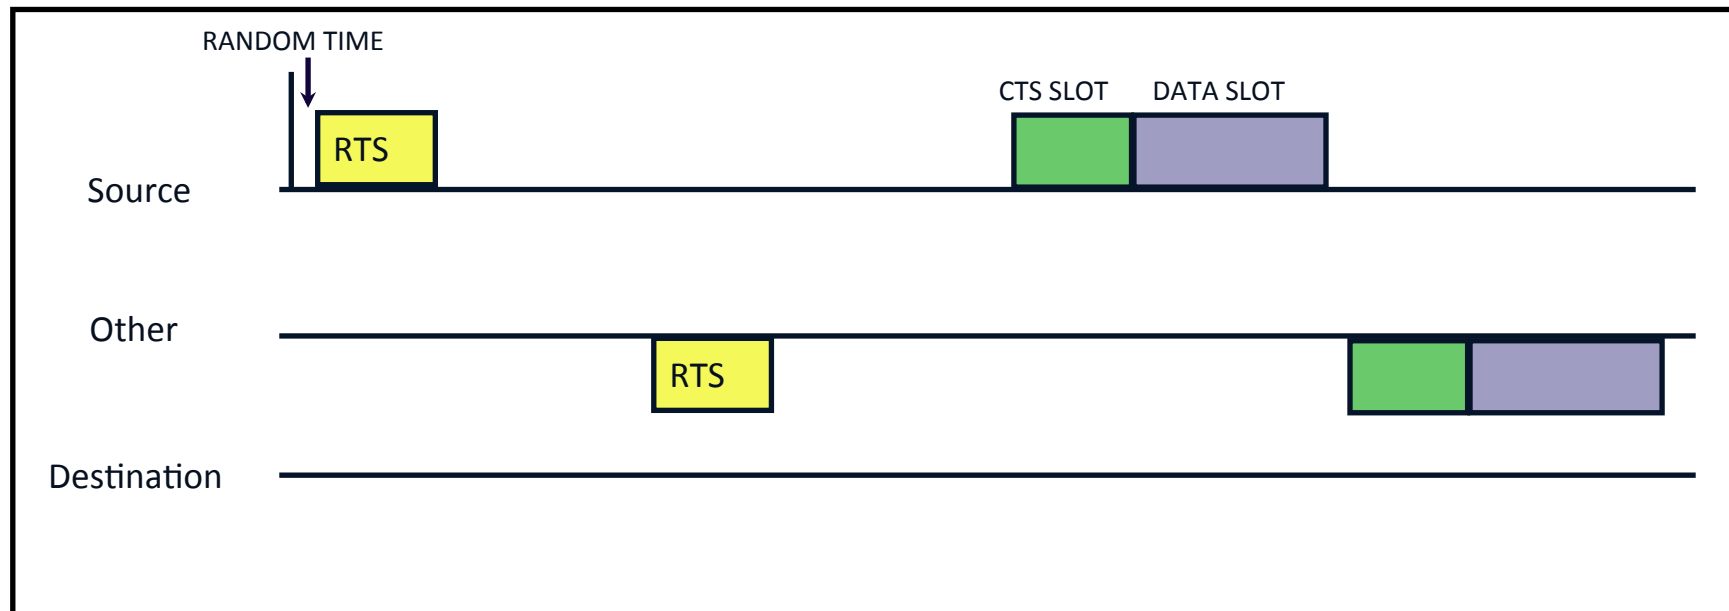 RANDOM TIME
CTS SLOT DATA SLOT
RTS
Source
Other
RTS
Destination